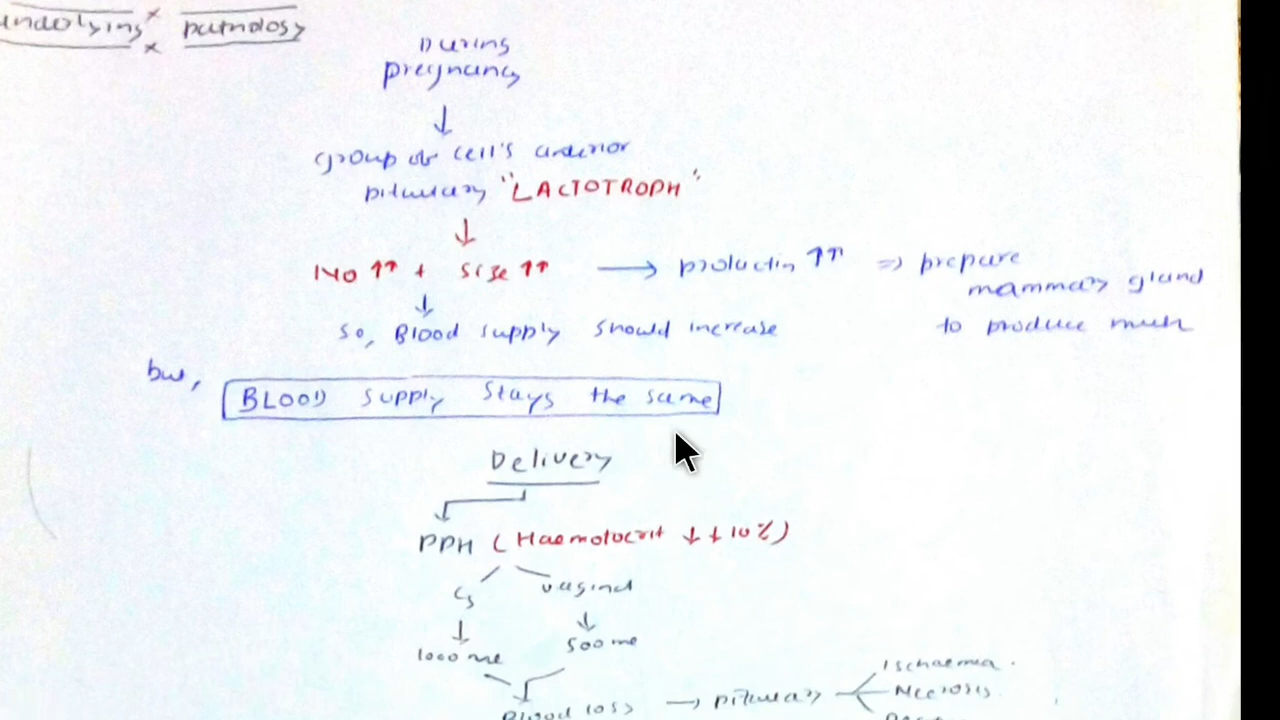 underlying pathology
During
pregnancy
↓
Group of cell's anterior
pituitary "LACTOTROPH"
↓
No ↑↑ + Size ↑↑ → prolactin ↑↑ ⇒ prepare
mammary gland
to produce milk
↓
so, Blood supply should increase
but,
BLOOD supply stays the same
Delivery
PPH (Haematocrit ↓ ↓ 10%)
CS vaginal
↓ ↓
1000 ml 500 ml
Blood loss → pituitary
Ischaemia.
Necrosis.